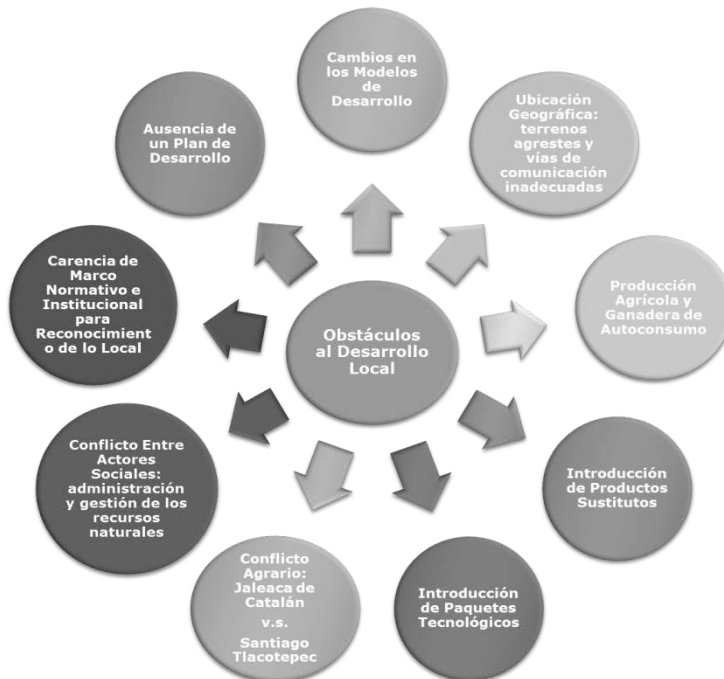 Cambios en
los Modelos
de
Desarrollo
Ubicación
Geográfica:
terrenos
agrestes y
vías de
comunicación
inadecuadas
Producción
Agrícola y
Ganadera de
Autoconsumo
Introducción
de Productos
Sustitutos
Introducción
de Paquetes
Tecnológicos
Conflicto
Agrario:
Jaleaca de
Catalán
v.s.
Santiago
Tlacotepec
Conflicto Entre
Actores
Sociales:
administración
y gestión de los
recursos
naturales
Carencia de
Marco
Normativo e
Institucional
para
Reconocimient
o de lo Local
Ausencia de
un Plan de
Desarrollo
Obstáculos
al Desarrollo
Local